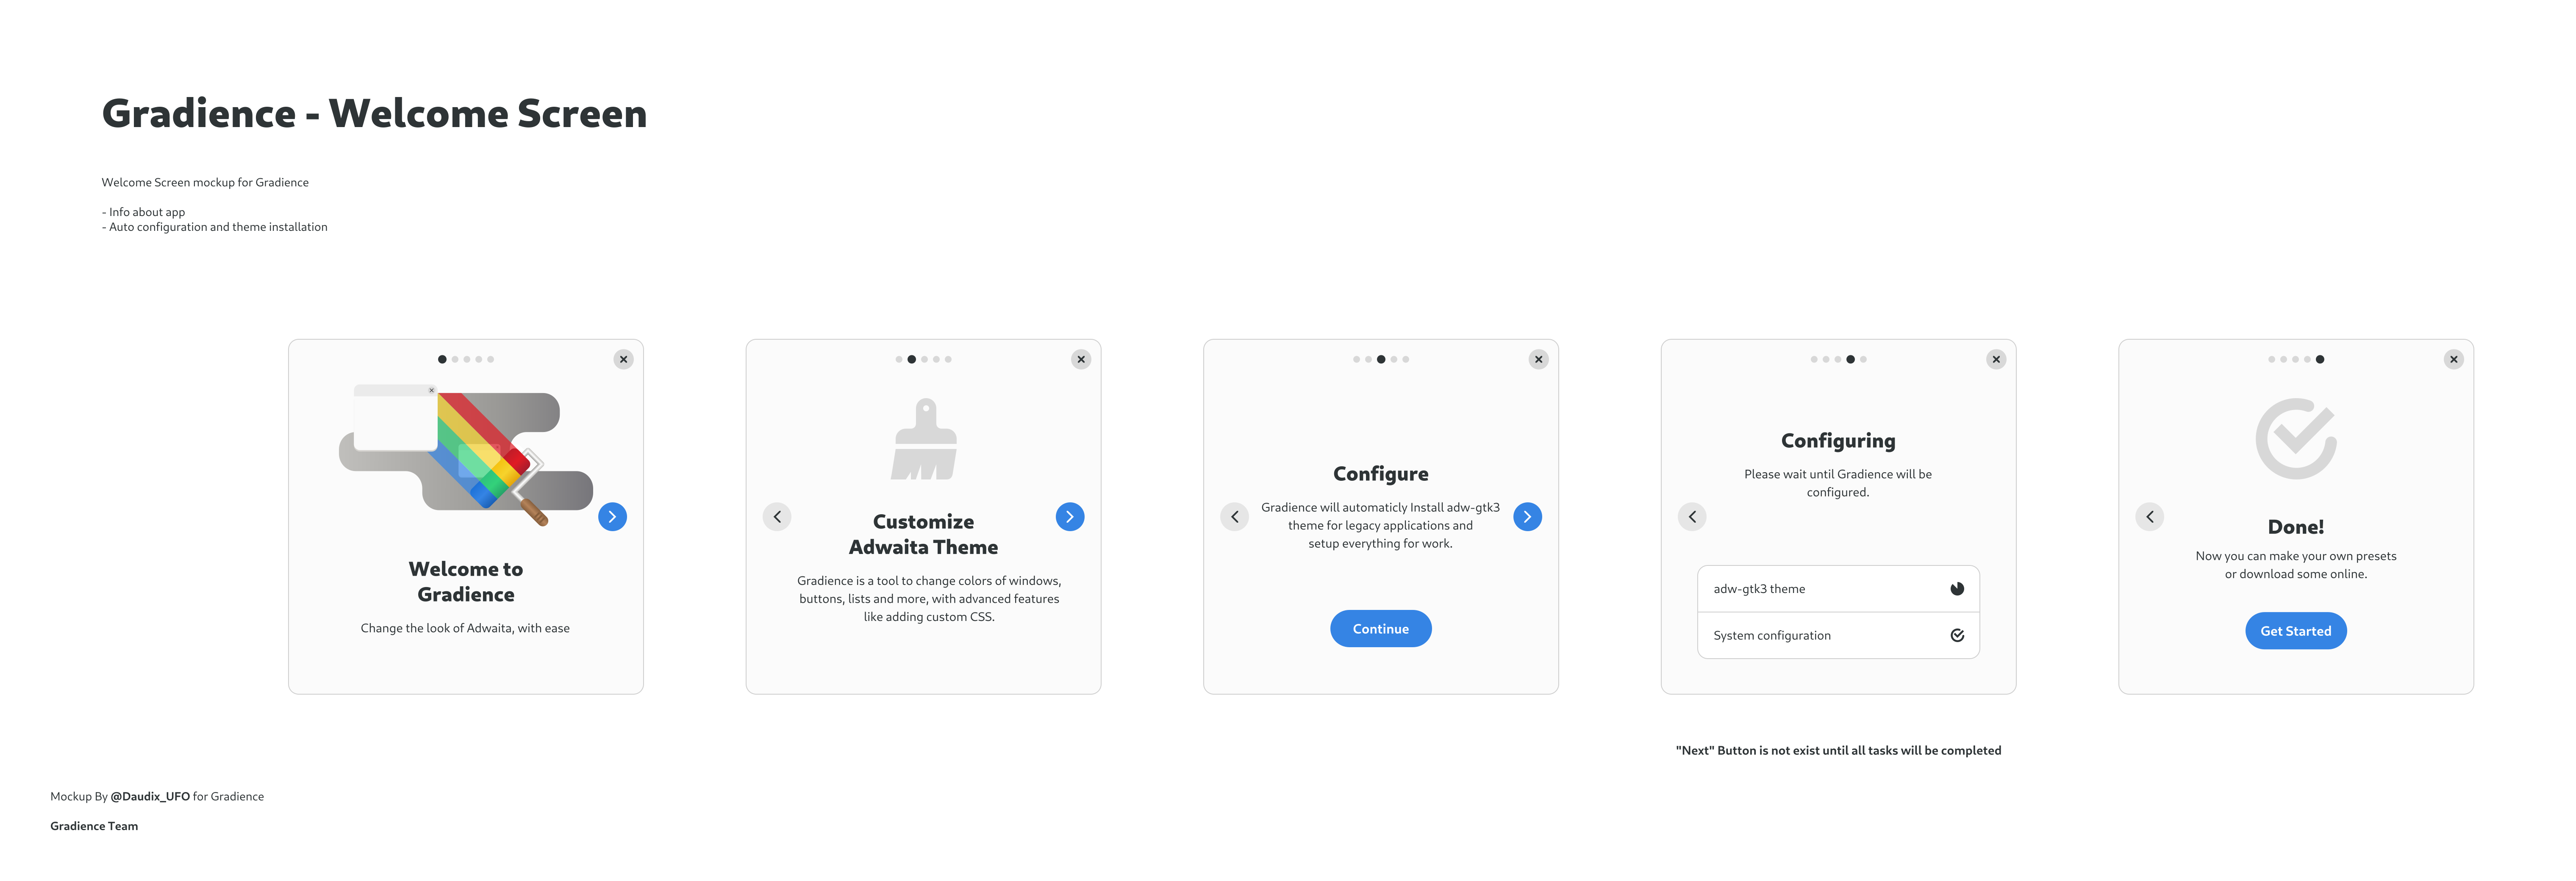 Gradience - Welcome Screen
Welcome Screen mockup for Gradience
- Info about app
- Auto configuration and theme installation
Welcome to
Gradience
Change the look of Adwaita, with ease
Customize
Adwaita Theme
Gradience is a tool to change colors of windows,
buttons, lists and more, with advanced features
like adding custom CSS.
Configure
Gradience will automaticly Install adw-gtk3
theme for legacy applications and
setup everything for work.
Continue
Configuring
Please wait until Gradience will be
configured.
adw-gtk3 theme
System configuration
"Next" Button is not exist until all tasks will be completed
Done!
Now you can make your own presets
or download some online.
Get Started
Mockup By @Daudix_UFO for Gradience
Gradience Team